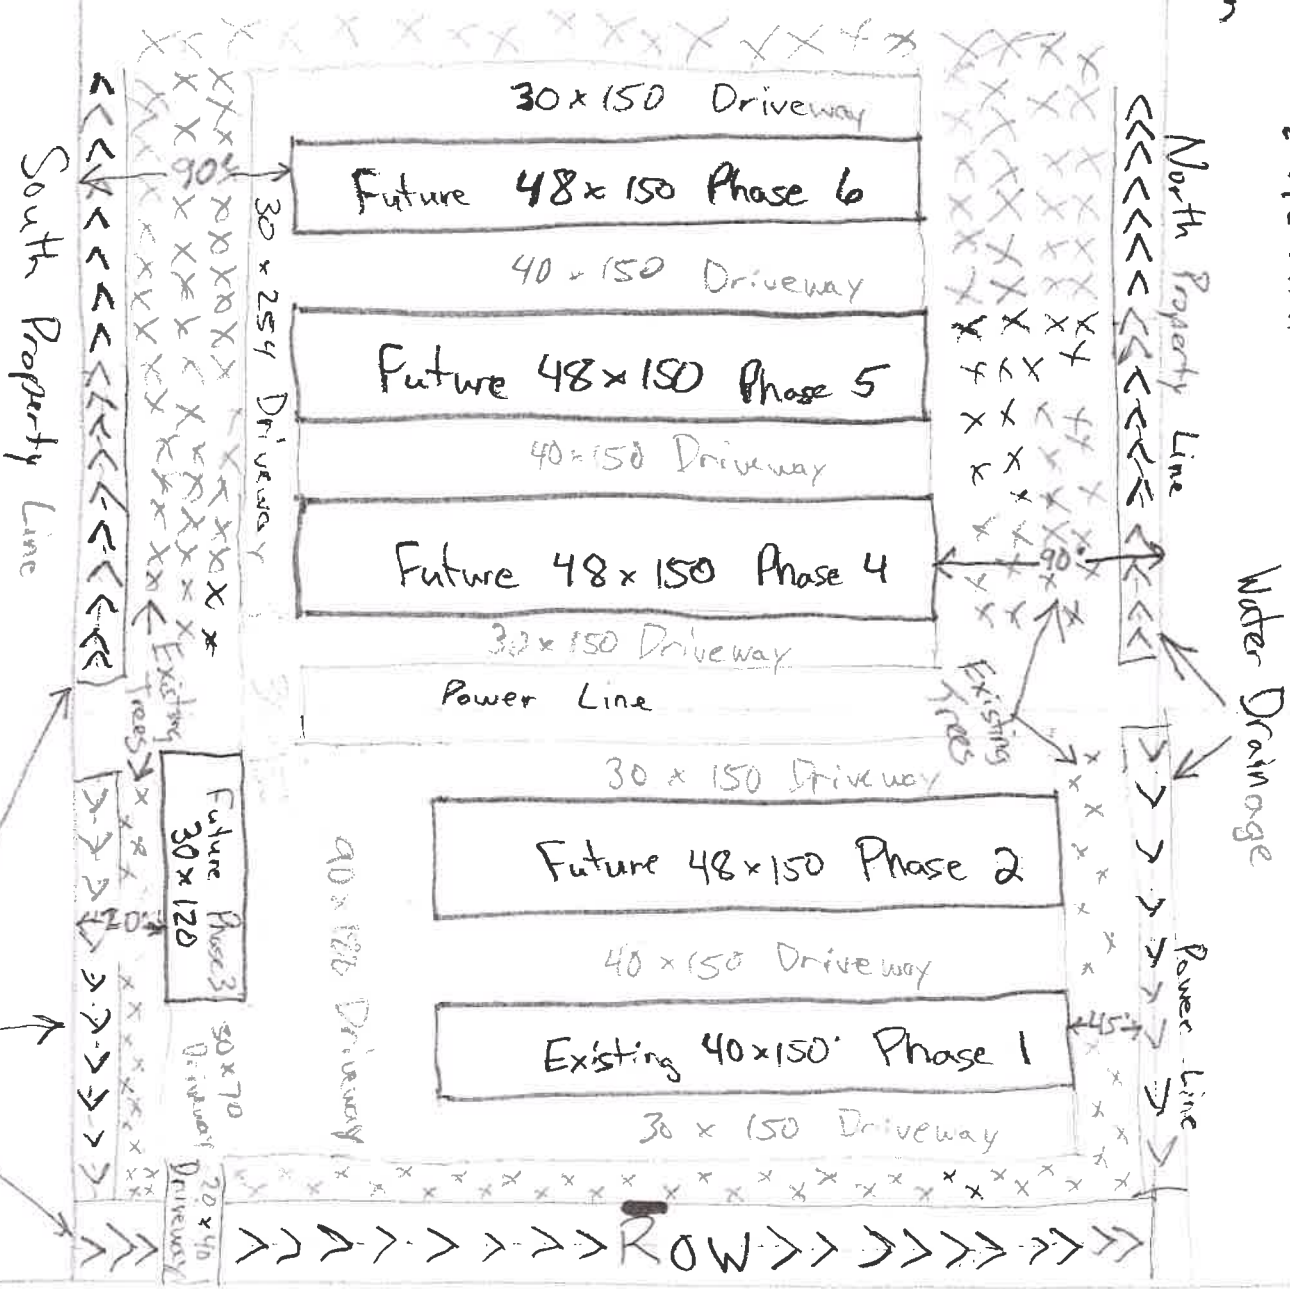 30 x 150 Driveway
90'
Future 48 x 150 Phase 6
30 x 254 Driveway
40 x 150 Driveway
Future 48 x 150 Phase 5
40 x 150 Driveway
Future 48 x 150 Phase 4
90'
30 x 150 Driveway
Power Line
Existing
Trees
Existing
Trees
South Property Line
North Property Line
Water Drainage
30 x 150 Driveway
Future 48 x 150 Phase 2
Future Phase 3
30 x 120
20'
40 x 150 Driveway
Existing 40 x 150' Phase 1
45'
Power Line
30 x 150 Driveway
30 x 70
Driveway
20 x 40
Driveway
ROW